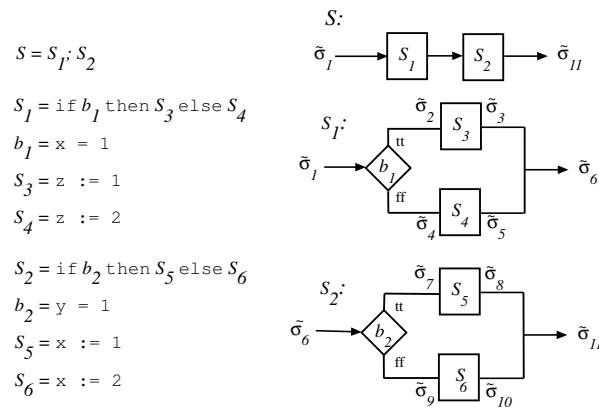 S:
S = S₁; S₂
σ̃₁ S₁ S₂ σ̃₁₁
S₁ = if b₁ then S₃ else S₄
b₁ = x = 1
S₃ = z := 1
S₄ = z := 2
S₁:
σ̃₂ S₃ σ̃₃
tt
σ̃₁ b₁ σ̃₆
ff
σ̃₄ S₄ σ̃₅
S₂ = if b₂ then S₅ else S₆
b₂ = y = 1
S₅ = x := 1
S₆ = x := 2
S₂:
σ̃₇ S₅ σ̃₈
tt
σ̃₆ b₂ σ̃₁₁
ff
σ̃₉ S₆ σ̃₁₀